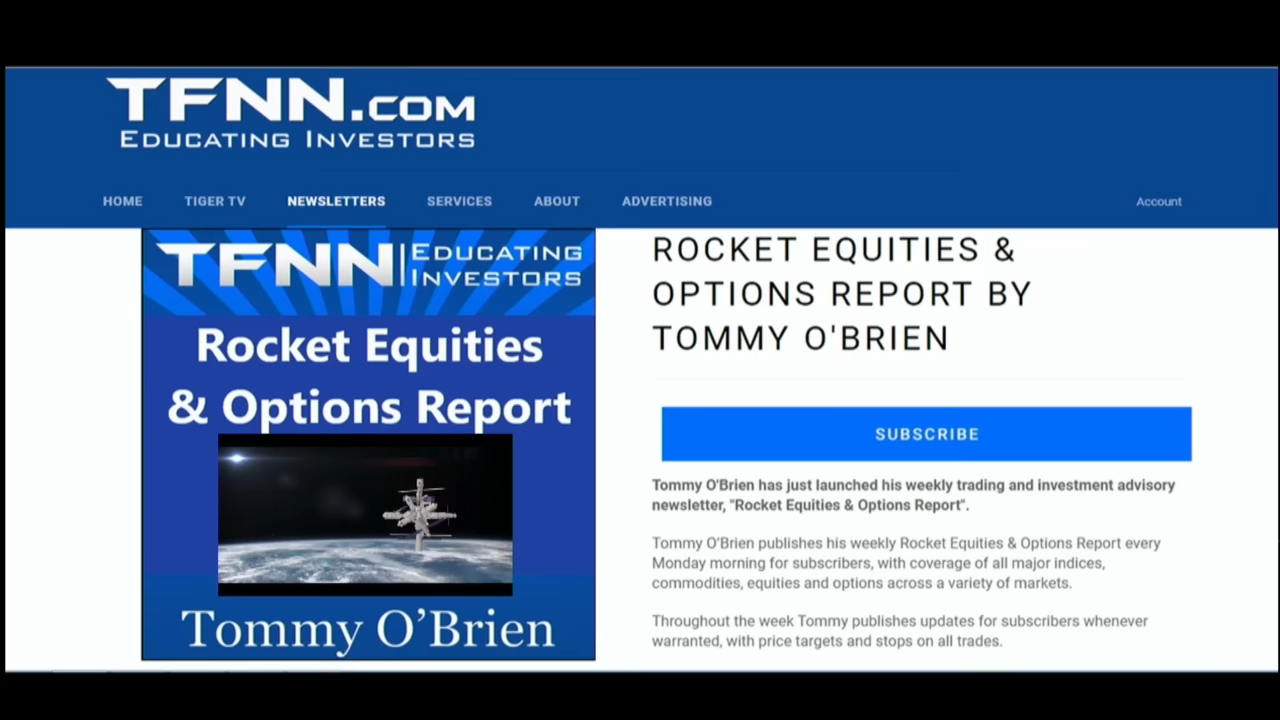 TFNN.COM
EDUCATING INVESTORS
HOME TIGER TV NEWSLETTERS SERVICES ABOUT ADVERTISING Account
TFNN | EDUCATING INVESTORS
Rocket Equities
& Options Report
Tommy O’Brien
ROCKET EQUITIES &
OPTIONS REPORT BY
TOMMY O'BRIEN
SUBSCRIBE
Tommy O'Brien has just launched his weekly trading and investment advisory
newsletter, "Rocket Equities & Options Report".
Tommy O'Brien publishes his weekly Rocket Equities & Options Report every
Monday morning for subscribers, with coverage of all major indices,
commodities, equities and options across a variety of markets.
Throughout the week Tommy publishes updates for subscribers whenever
warranted, with price targets and stops on all trades.